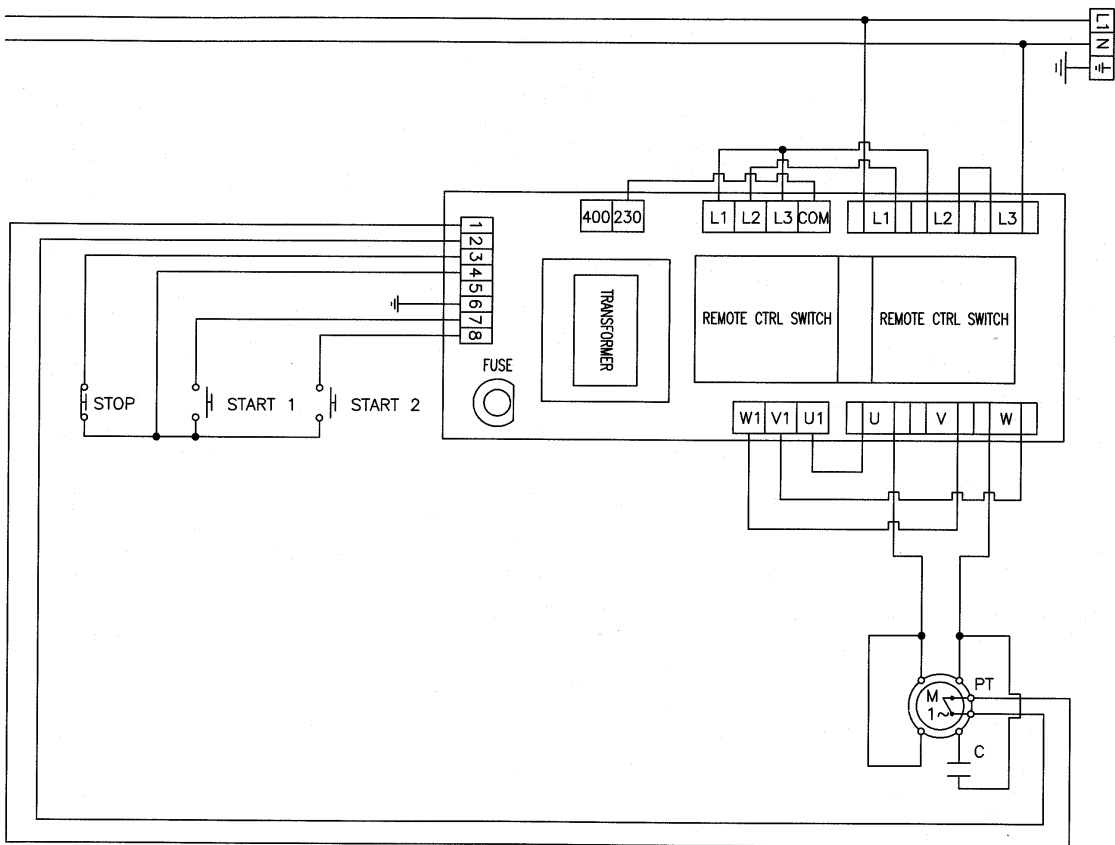 L1
N
400 230
L1 L2 L3 COM
L1 L2 L3
1
2
3
4
5
6
7
8
TRANSFORMER
REMOTE CTRL SWITCH
REMOTE CTRL SWITCH
FUSE
STOP
START 1
START 2
W1 V1 U1
U V W
PT
M
1~
C